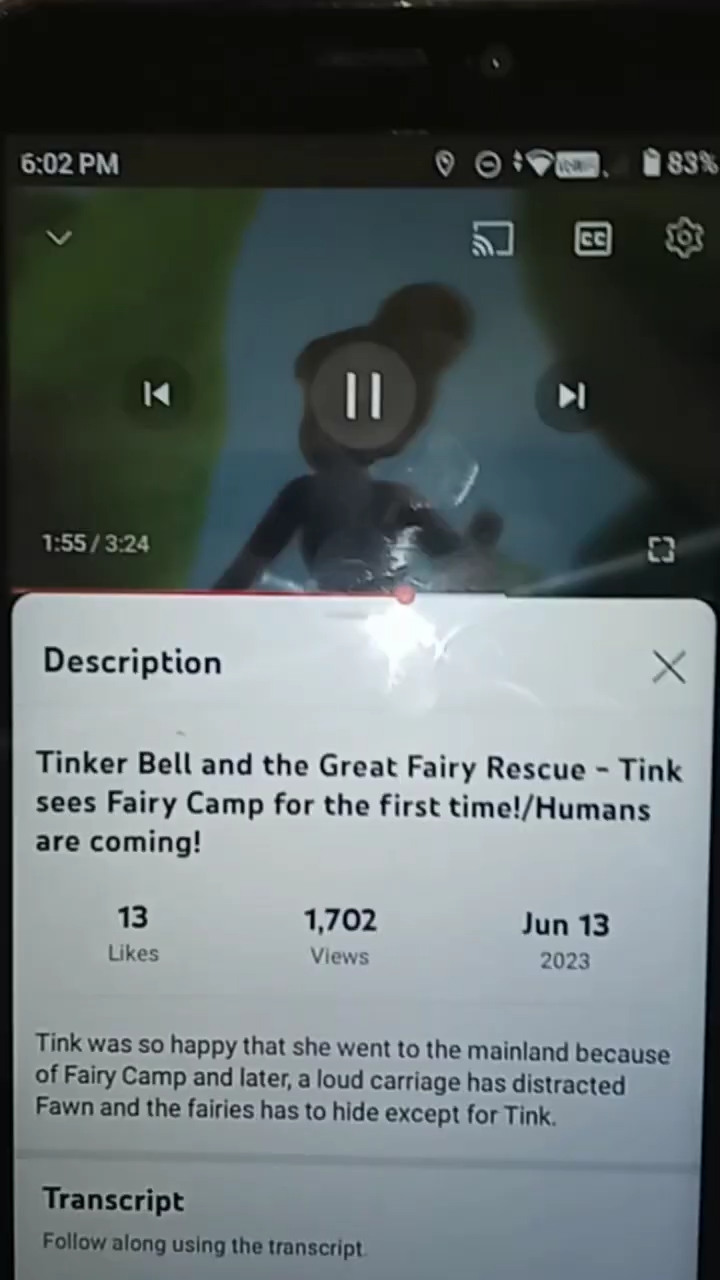 6:02 PM
83%
CC
1:55 / 3:24
Description
Tinker Bell and the Great Fairy Rescue - Tink
sees Fairy Camp for the first time!/Humans
are coming!
13
1,702
Jun 13
Likes
Views
2023
Tink was so happy that she went to the mainland because
of Fairy Camp and later, a loud carriage has distracted
Fawn and the fairies has to hide except for Tink.
Transcript
Follow along using the transcript.